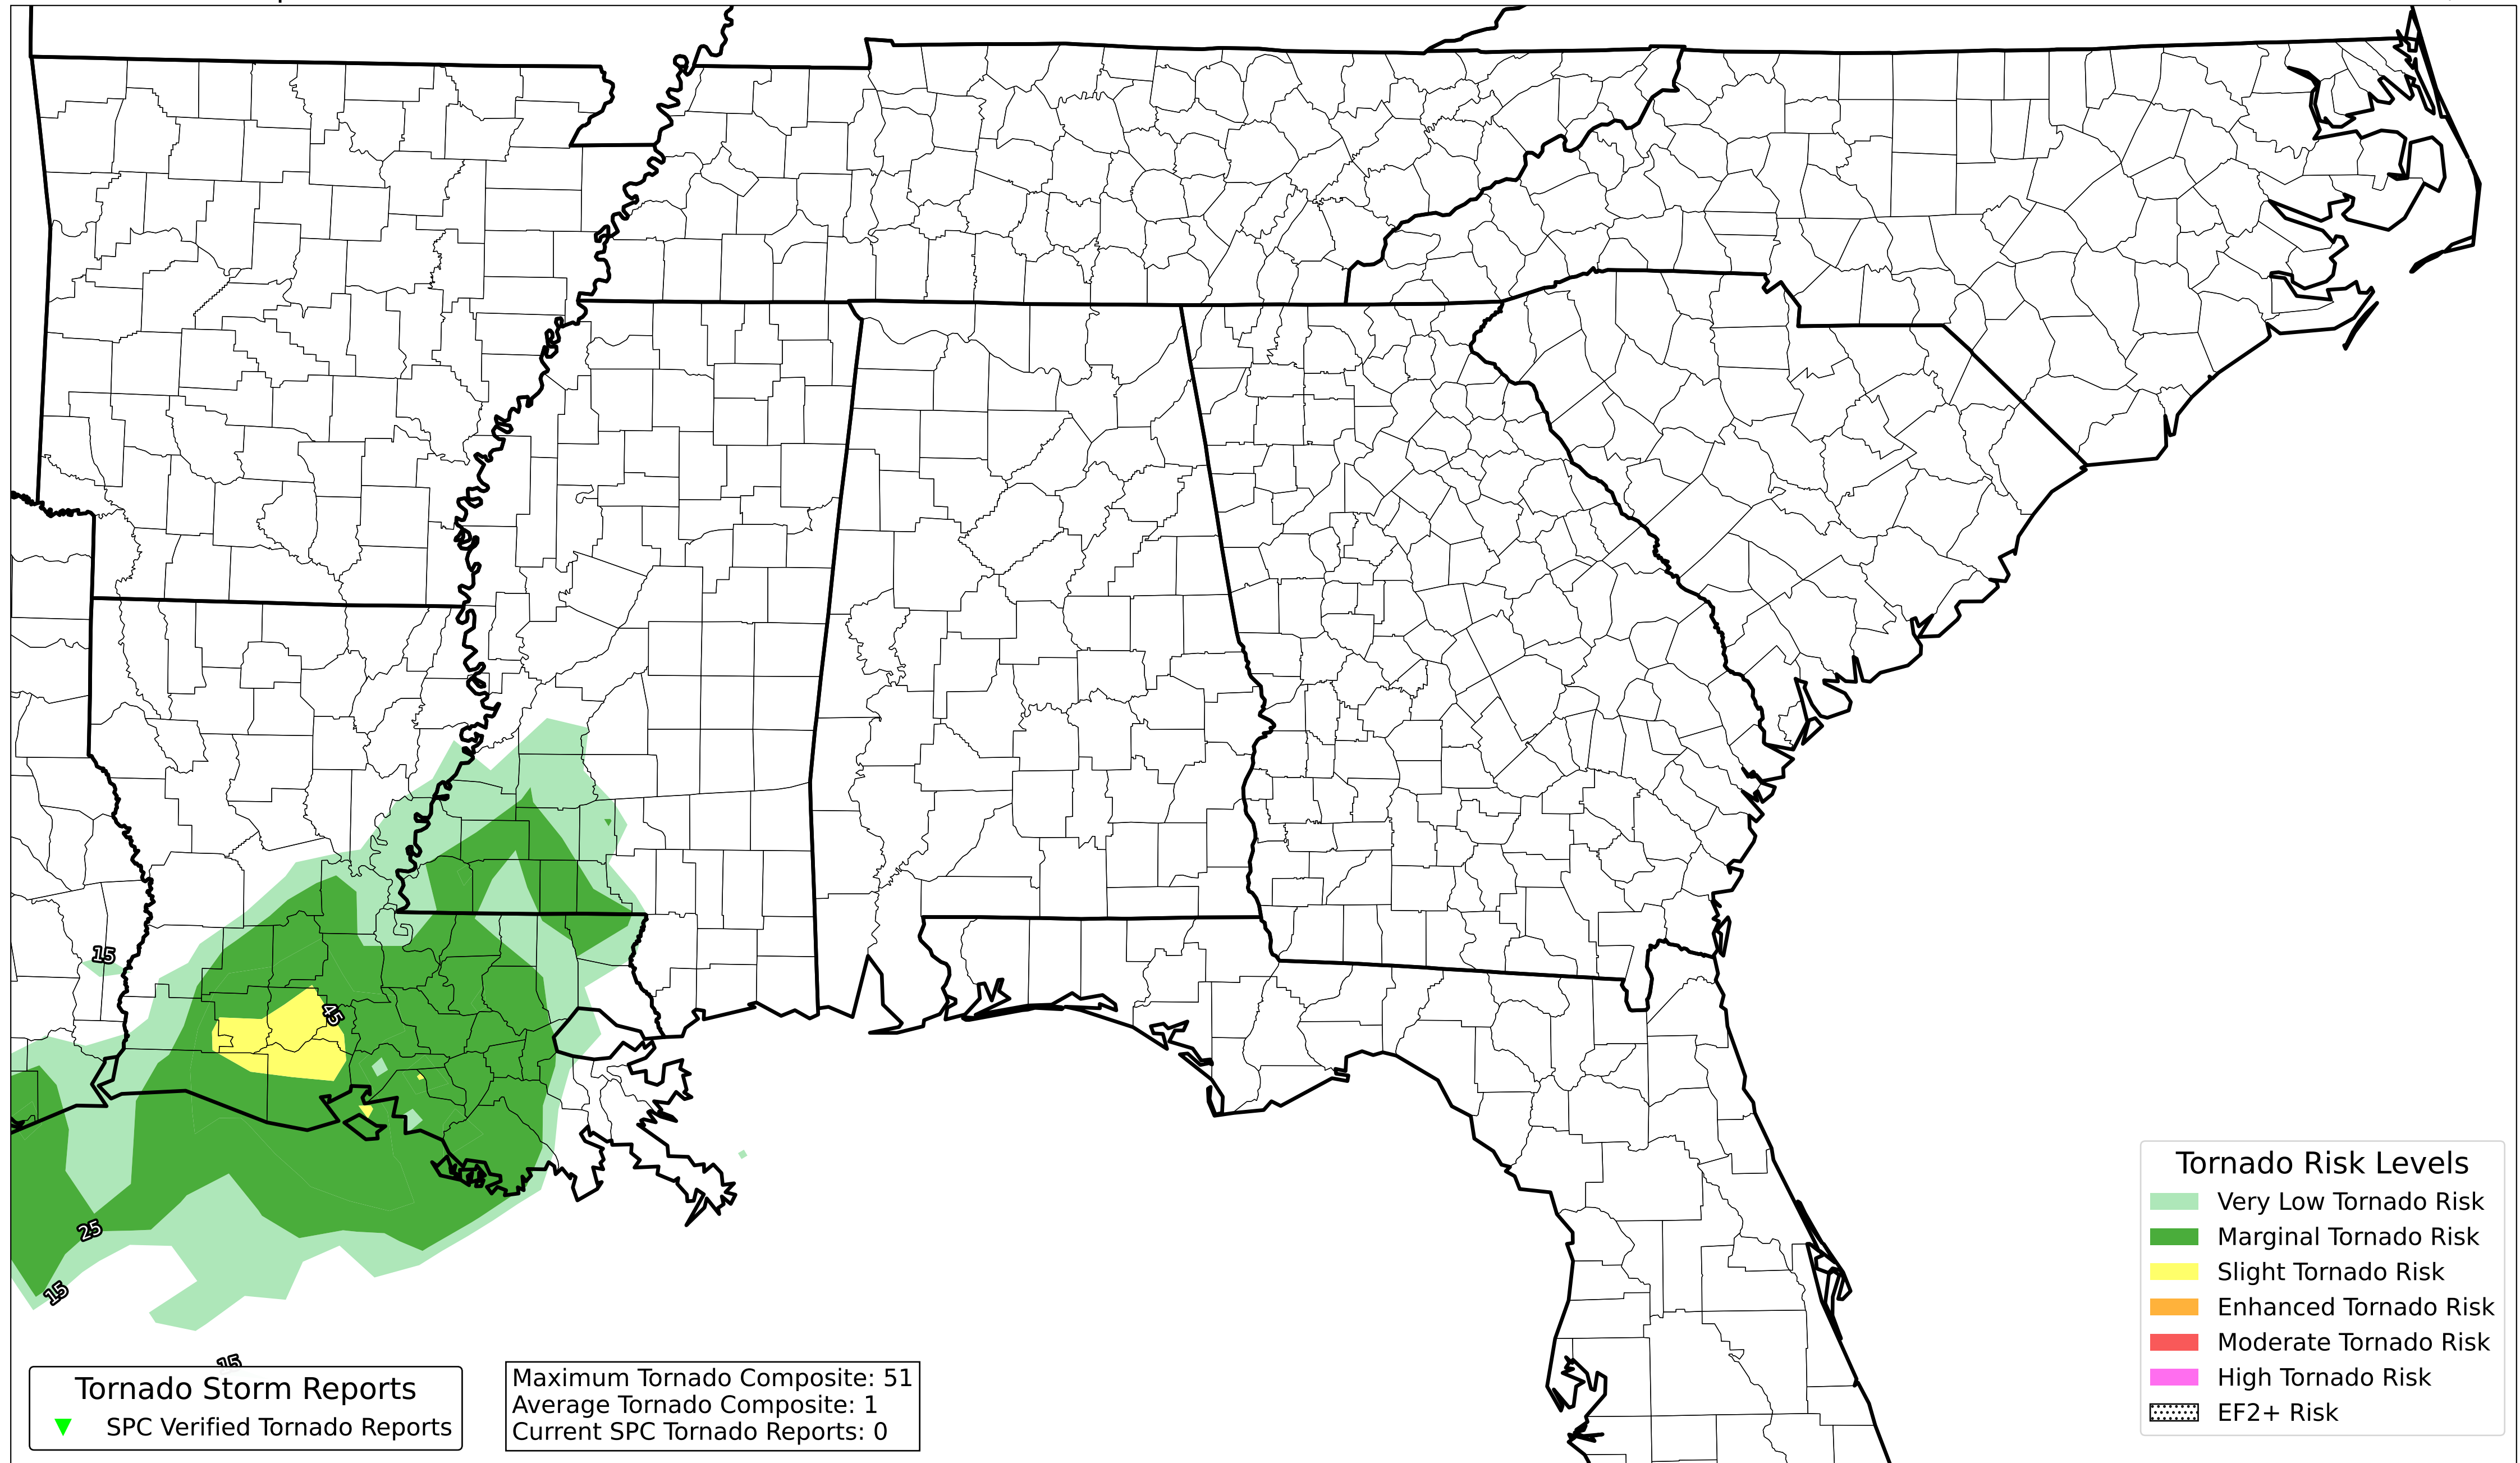 15
45
25
15
15
Tornado Storm Reports
SPC Verified Tornado Reports
Maximum Tornado Composite: 51
Average Tornado Composite: 1
Current SPC Tornado Reports: 0
Tornado Risk Levels
Very Low Tornado Risk
Marginal Tornado Risk
Slight Tornado Risk
Enhanced Tornado Risk
Moderate Tornado Risk
High Tornado Risk
EF2+ Risk